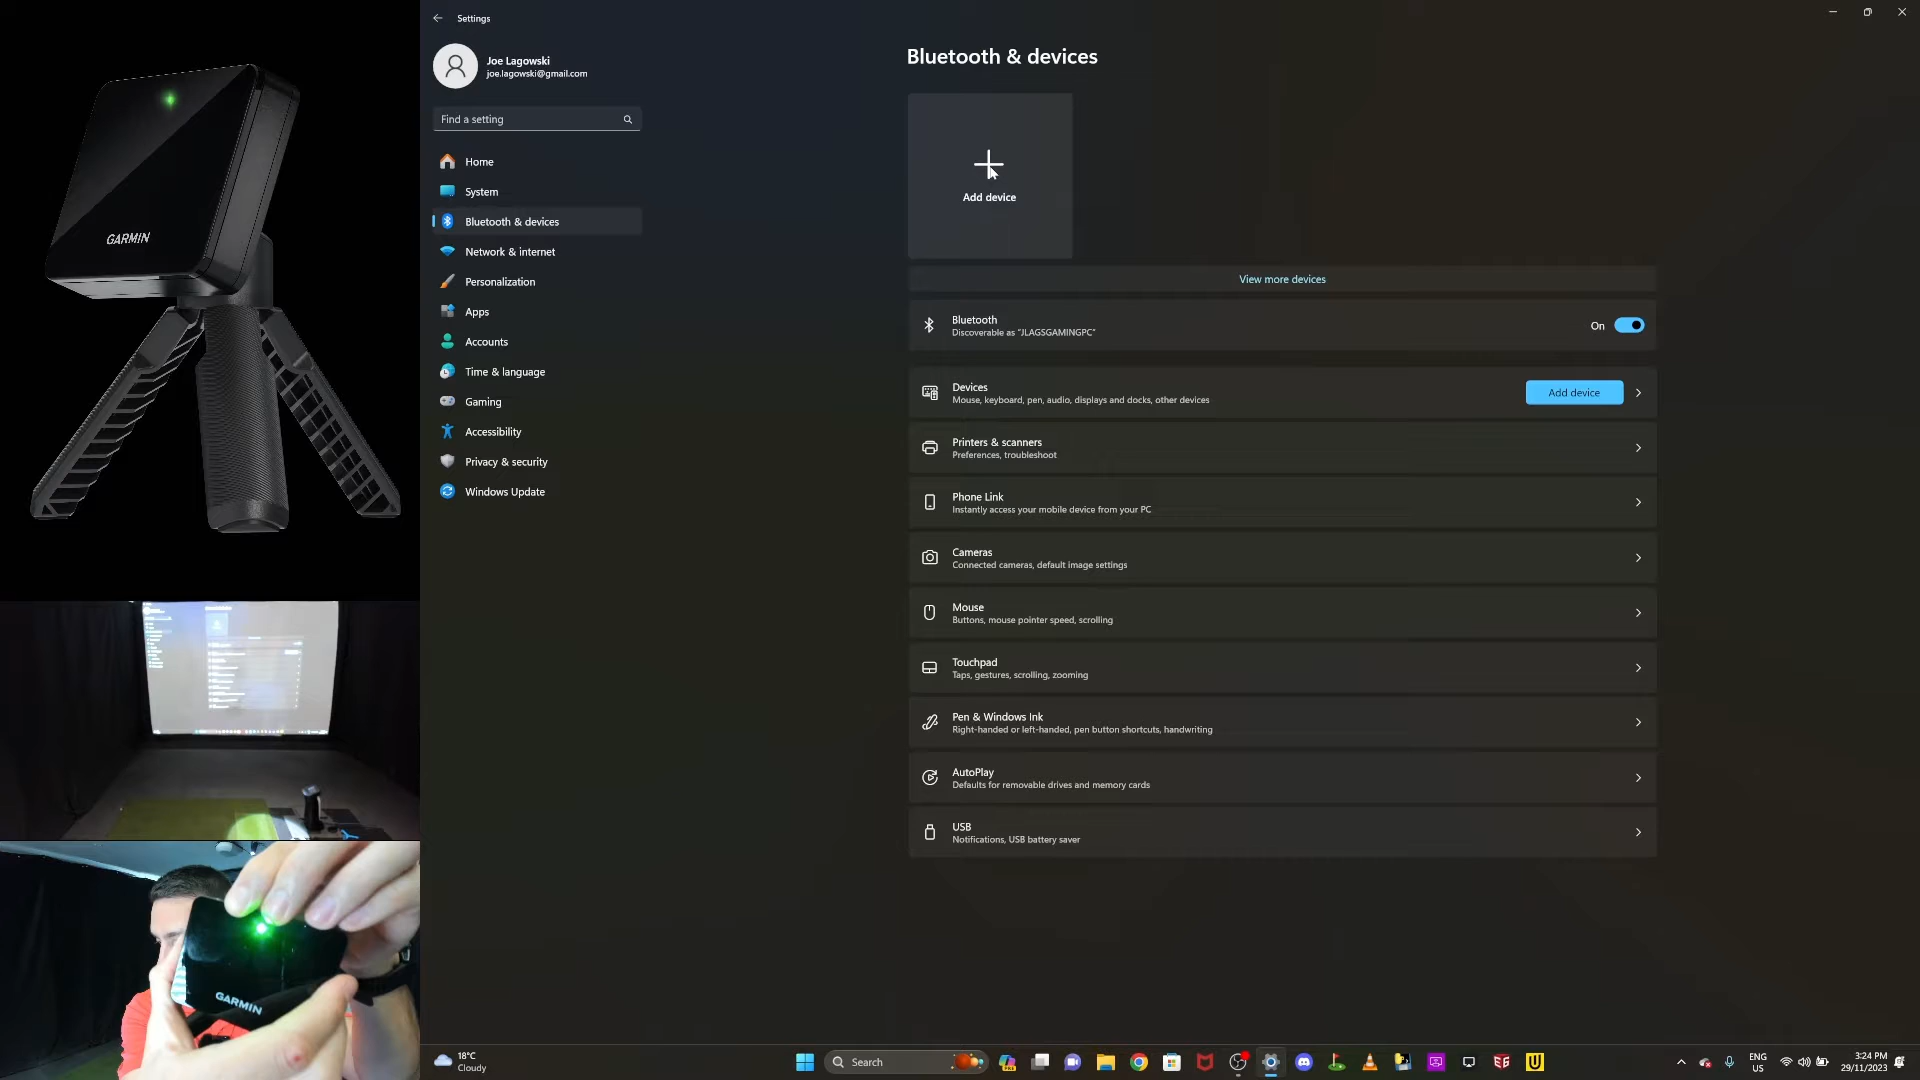 Settings
Joe Lagowski
joe.lagowski@gmail.com
Find a setting
Home
System
Bluetooth & devices
Network & internet
Personalization
Apps
Accounts
Time & language
Gaming
Accessibility
Privacy & security
Windows Update
Bluetooth & devices
Add device
View more devices
Bluetooth
Discoverable as "JLAGSGAMINGPC"
On
Devices
Mouse, keyboard, pen, audio, displays and docks, other devices
Add device
Printers & scanners
Preferences, troubleshoot
Phone Link
Instantly access your mobile device from your PC
Cameras
Connected cameras, default image settings
Mouse
Buttons, mouse pointer speed, scrolling
Touchpad
Taps, gestures, scrolling, zooming
Pen & Windows Ink
Right-handed or left-handed, pen button shortcuts, handwriting
AutoPlay
Defaults for removable drives and memory cards
USB
Notifications, USB battery saver
GARMIN
GARMIN
18°C
Cloudy
Search
ENG
US
3:24 PM
29/11/2023